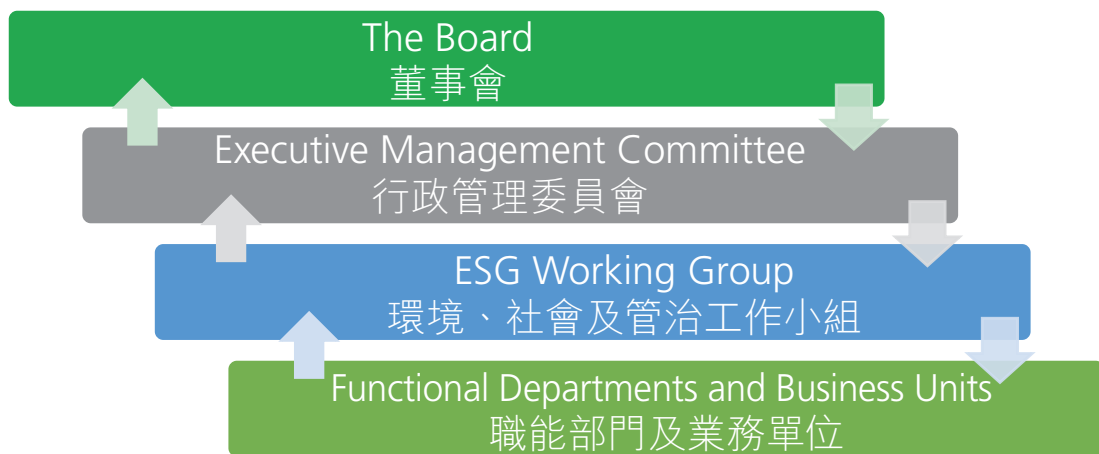 The Board
董事會
Executive Management Committee
行政管理委員會
ESG Working Group
環境、社會及管治工作小組
Functional Departments and Business Units
職能部門及業務單位